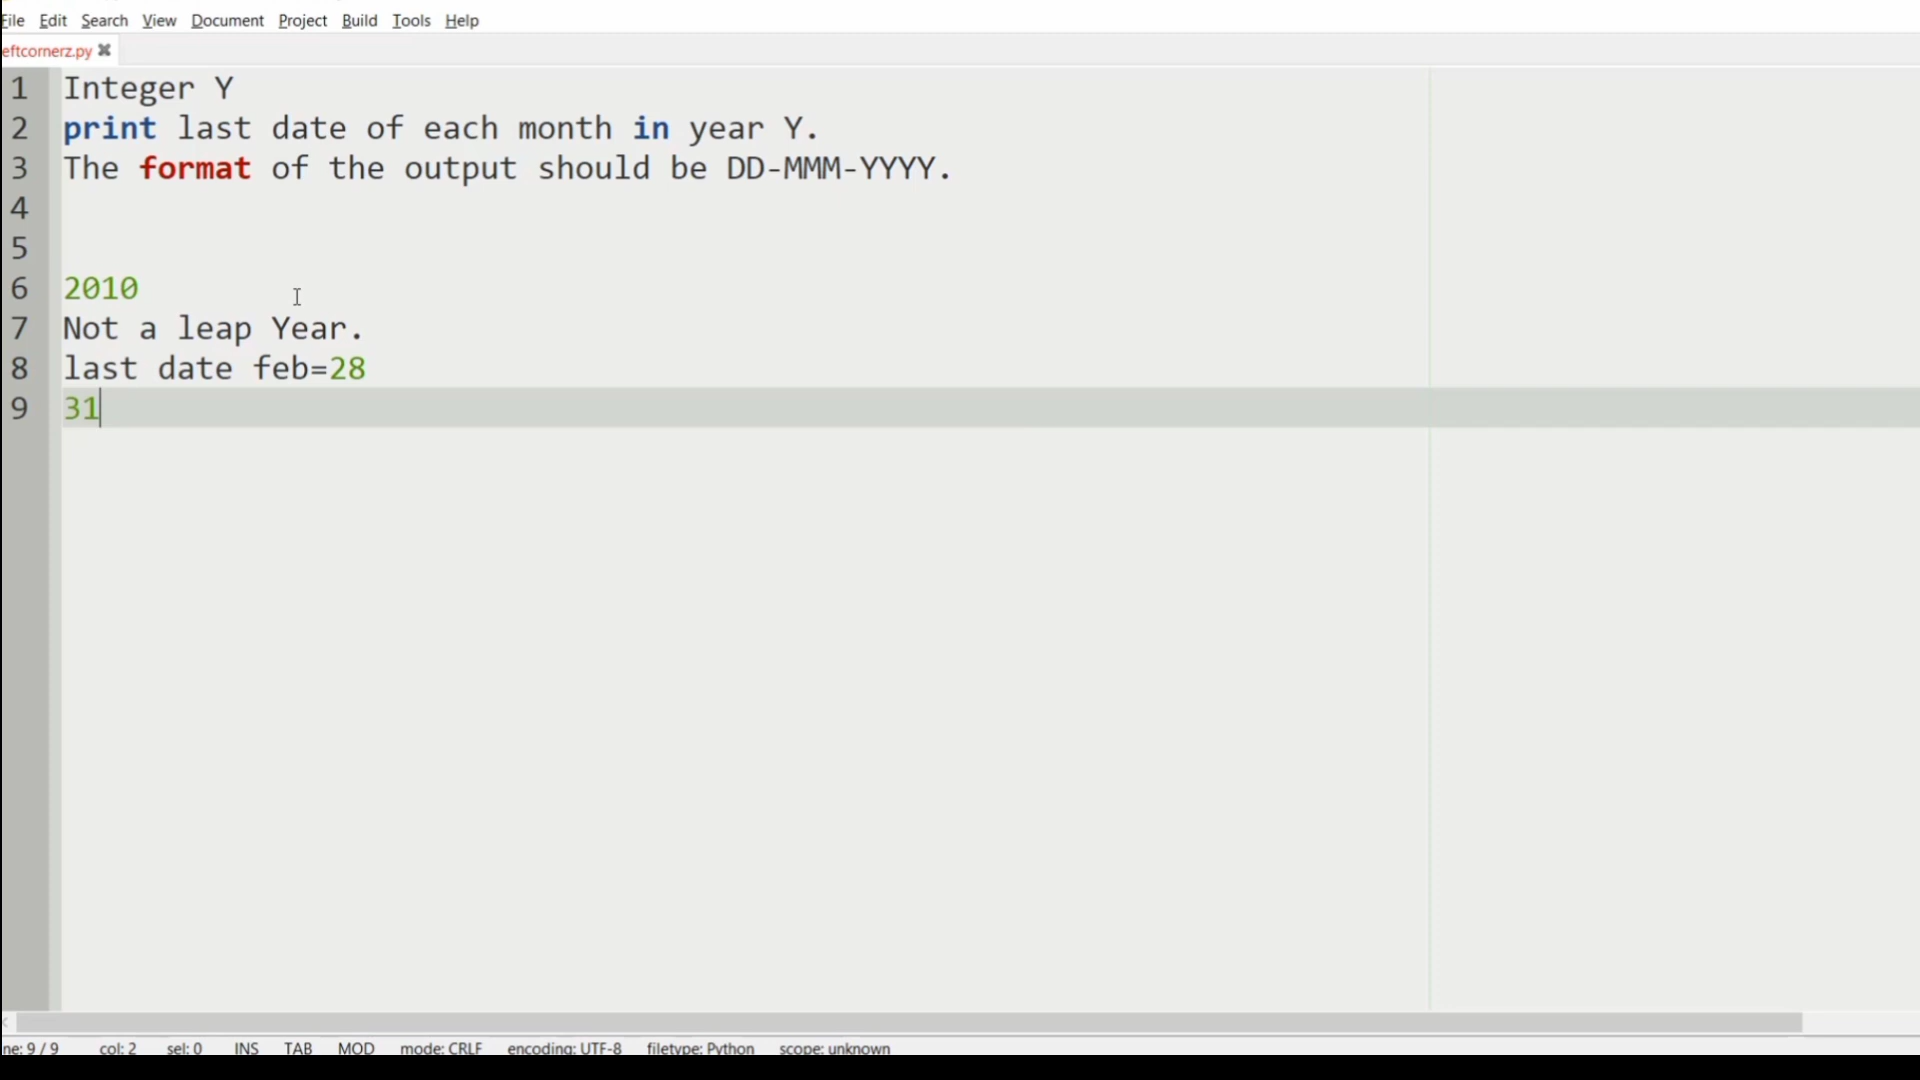 File Edit Search View Document Project Build Tools Help
eftcornerz.py
1 Integer Y
2 print last date of each month in year Y.
3 The format of the output should be DD-MMM-YYYY.
4
5
6 2010
7 Not a leap Year.
8 last date feb=28
9 31
ne: 9 / 9 col: 2 sel: 0 INS TAB MOD mode: CRLF encoding: UTF-8 filetype: Python scope: unknown